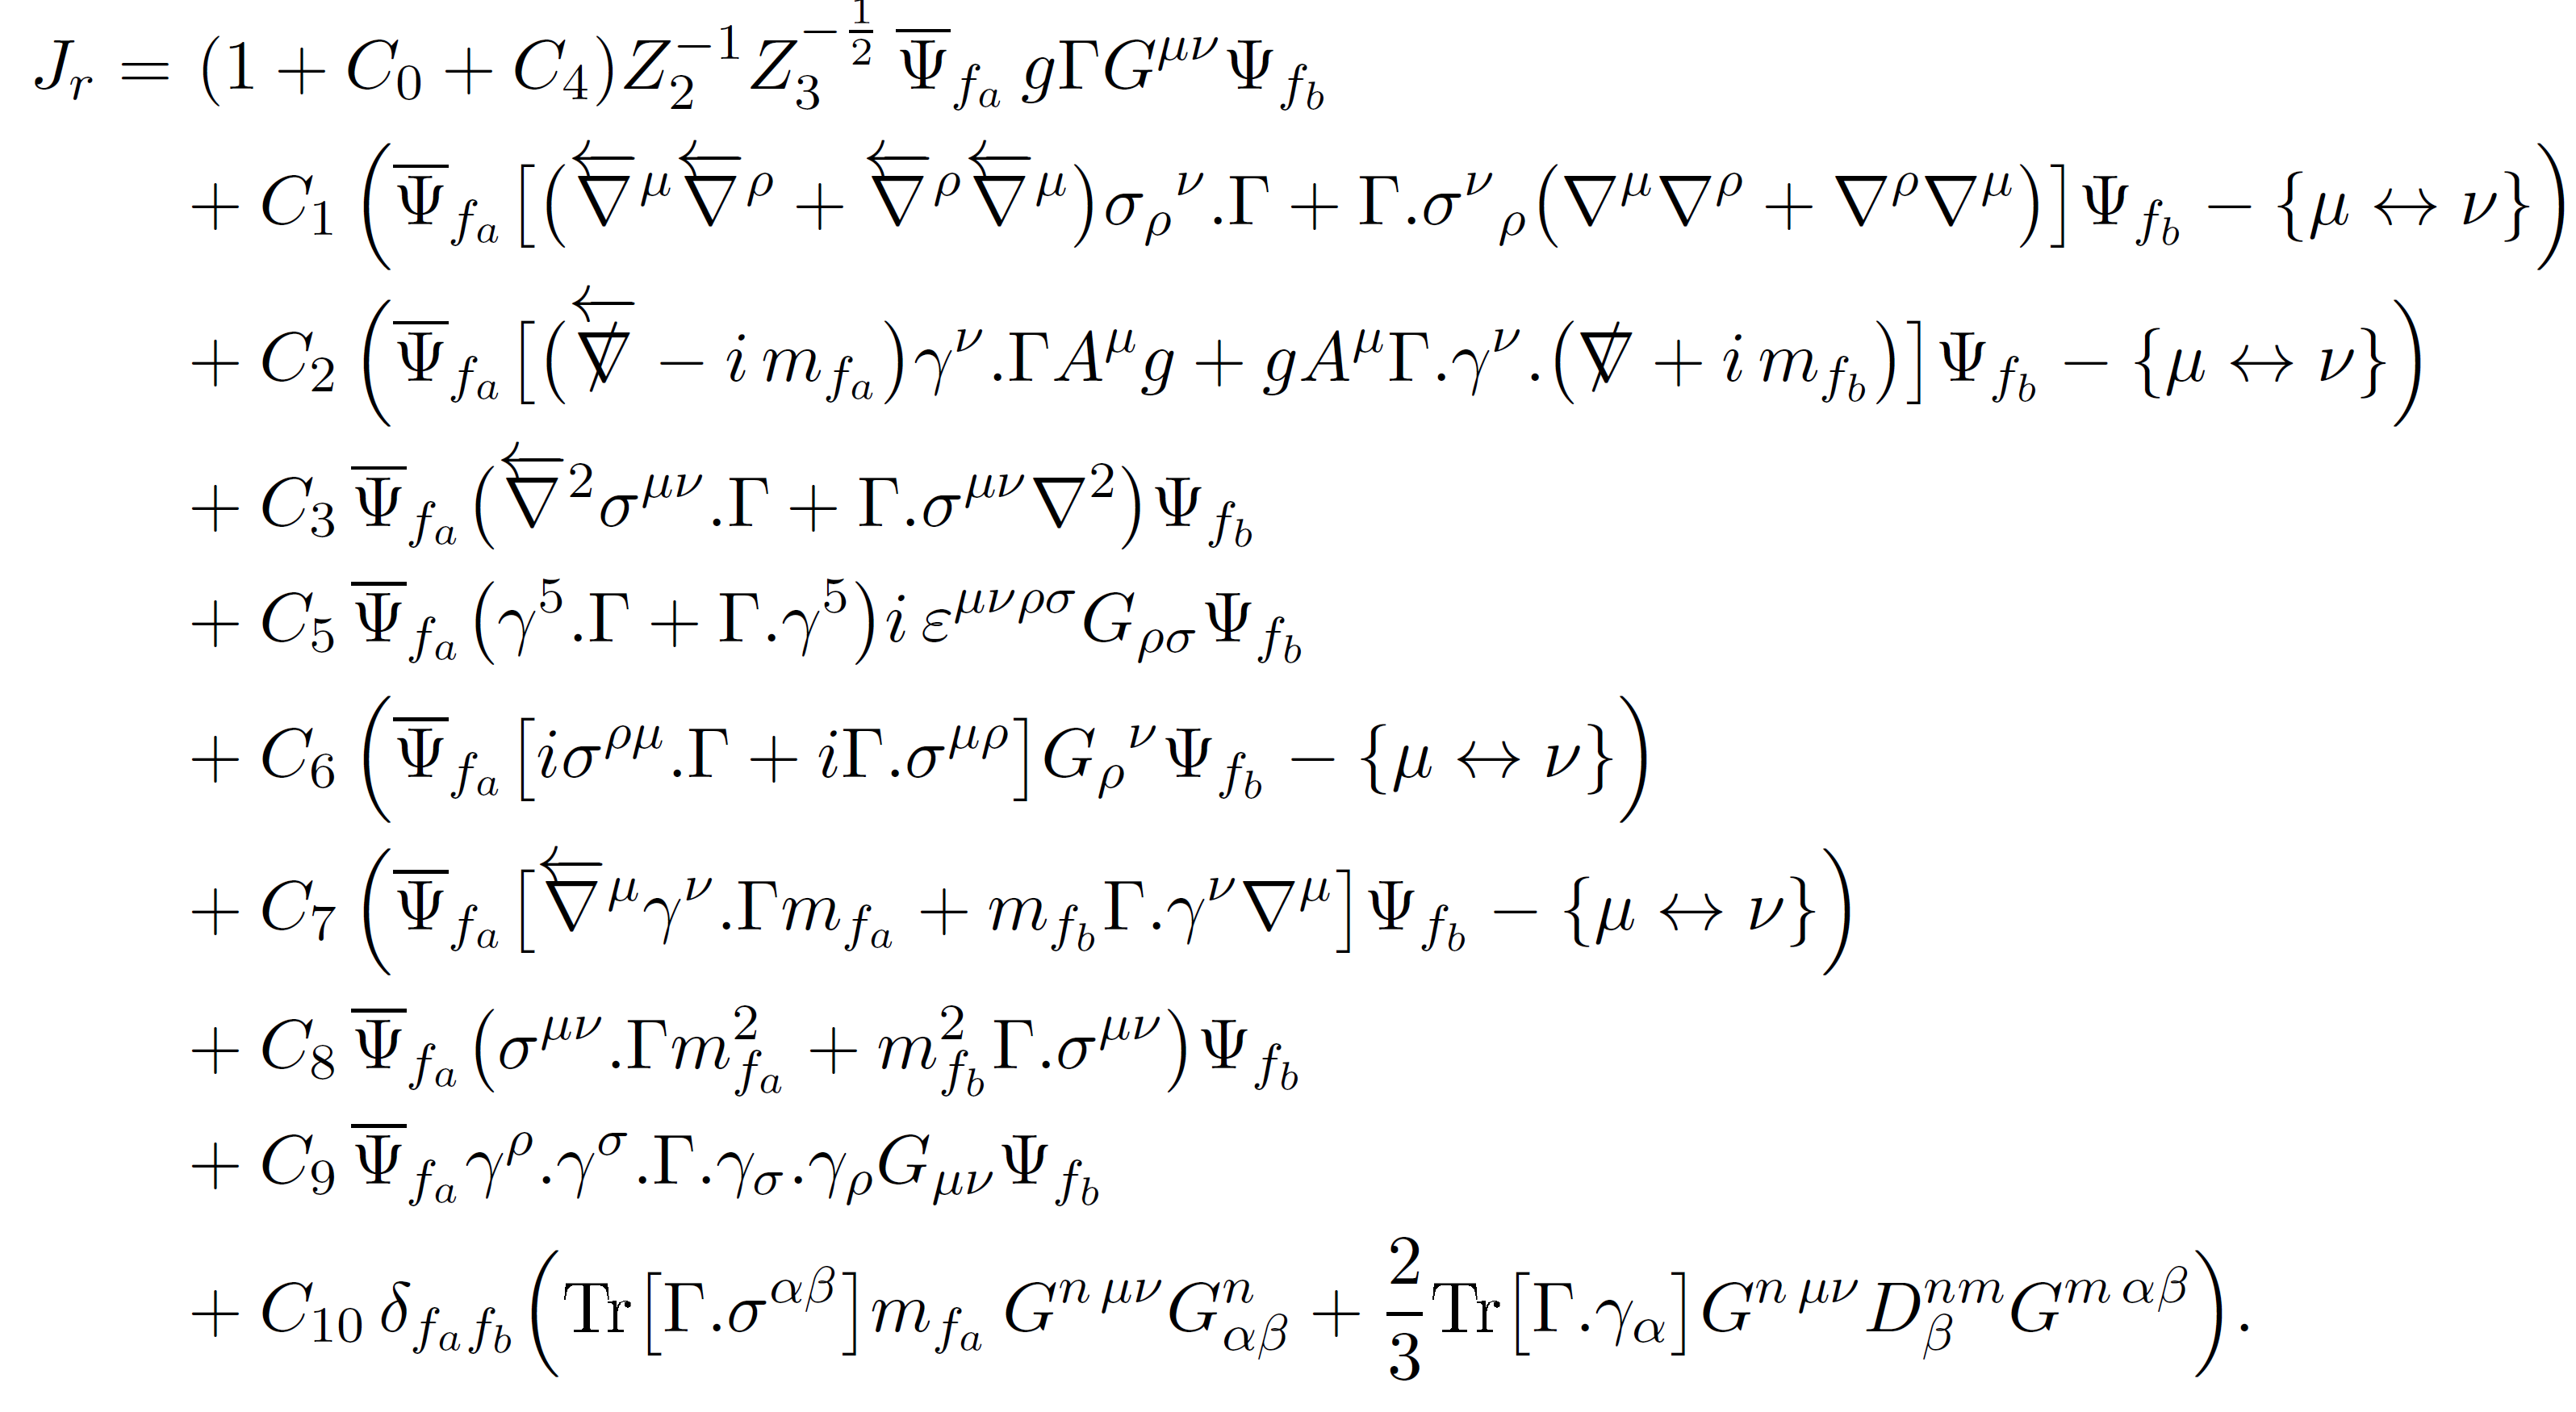 J_r = (1 + C_0 + C_4) Z_2^{-1} Z_3^{-\frac{1}{2}} \overline{\Psi}_{f_a} g \Gamma G^{\mu\nu} \Psi_{f_b}
+ C_1 \Big( \overline{\Psi}_{f_a} \big[ (\overleftarrow{\nabla}^\mu \overleftarrow{\nabla}^\rho + \overleftarrow{\nabla}^\rho \overleftarrow{\nabla}^\mu) \sigma_\rho{}^\nu . \Gamma + \Gamma . \sigma^\nu{}_\rho (\nabla^\mu \nabla^\rho + \nabla^\rho \nabla^\mu) \big] \Psi_{f_b} - \{\mu \leftrightarrow \nu\} \Big)
+ C_2 \Big( \overline{\Psi}_{f_a} \big[ (\overleftarrow{\not\nabla} - i \, m_{f_a}) \gamma^\nu . \Gamma A^\mu g + g A^\mu \Gamma . \gamma^\nu . (\not\nabla + i \, m_{f_b}) \big] \Psi_{f_b} - \{\mu \leftrightarrow \nu\} \Big)
+ C_3 \overline{\Psi}_{f_a} \big( \overleftarrow{\nabla}^2 \sigma^{\mu\nu} . \Gamma + \Gamma . \sigma^{\mu\nu} \nabla^2 \big) \Psi_{f_b}
+ C_5 \overline{\Psi}_{f_a} \big( \gamma^5 . \Gamma + \Gamma . \gamma^5 \big) i \, \varepsilon^{\mu\nu\rho\sigma} G_{\rho\sigma} \Psi_{f_b}
+ C_6 \Big( \overline{\Psi}_{f_a} \big[ i \sigma^{\rho\mu} . \Gamma + i \Gamma . \sigma^{\mu\rho} \big] G_\rho{}^\nu \Psi_{f_b} - \{\mu \leftrightarrow \nu\} \Big)
+ C_7 \Big( \overline{\Psi}_{f_a} \big[ \overleftarrow{\nabla}^\mu \gamma^\nu . \Gamma m_{f_a} + m_{f_b} \Gamma . \gamma^\nu \nabla^\mu \big] \Psi_{f_b} - \{\mu \leftrightarrow \nu\} \Big)
+ C_8 \overline{\Psi}_{f_a} \big( \sigma^{\mu\nu} . \Gamma m_{f_a}^2 + m_{f_b}^2 \Gamma . \sigma^{\mu\nu} \big) \Psi_{f_b}
+ C_9 \overline{\Psi}_{f_a} \gamma^\rho . \gamma^\sigma . \Gamma . \gamma_\sigma . \gamma_\rho G_{\mu\nu} \Psi_{f_b}
+ C_{10} \, \delta_{f_a f_b} \Big( \mathrm{Tr}\big[ \Gamma . \sigma^{\alpha\beta} \big] m_{f_a} G^{n \, \mu\nu} G^n_{\alpha\beta} + \frac{2}{3} \mathrm{Tr}\big[ \Gamma . \gamma_\alpha \big] G^{n \, \mu\nu} D^{nm}_\beta G^{m \, \alpha\beta} \Big).